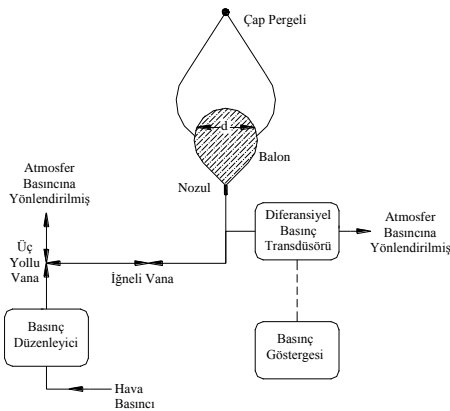 Çap Pergeli
d
Balon
Nozul
Atmosfer
Basıncına
Yönlendirilmiş
Diferansiyel
Basınç
Transdüsörü
Atmosfer
Basıncına
Yönlendirilmiş
Üç
Yollu
Vana
İğneli Vana
Basınç
Düzenleyici
Basınç
Göstergesi
Hava
Basıncı